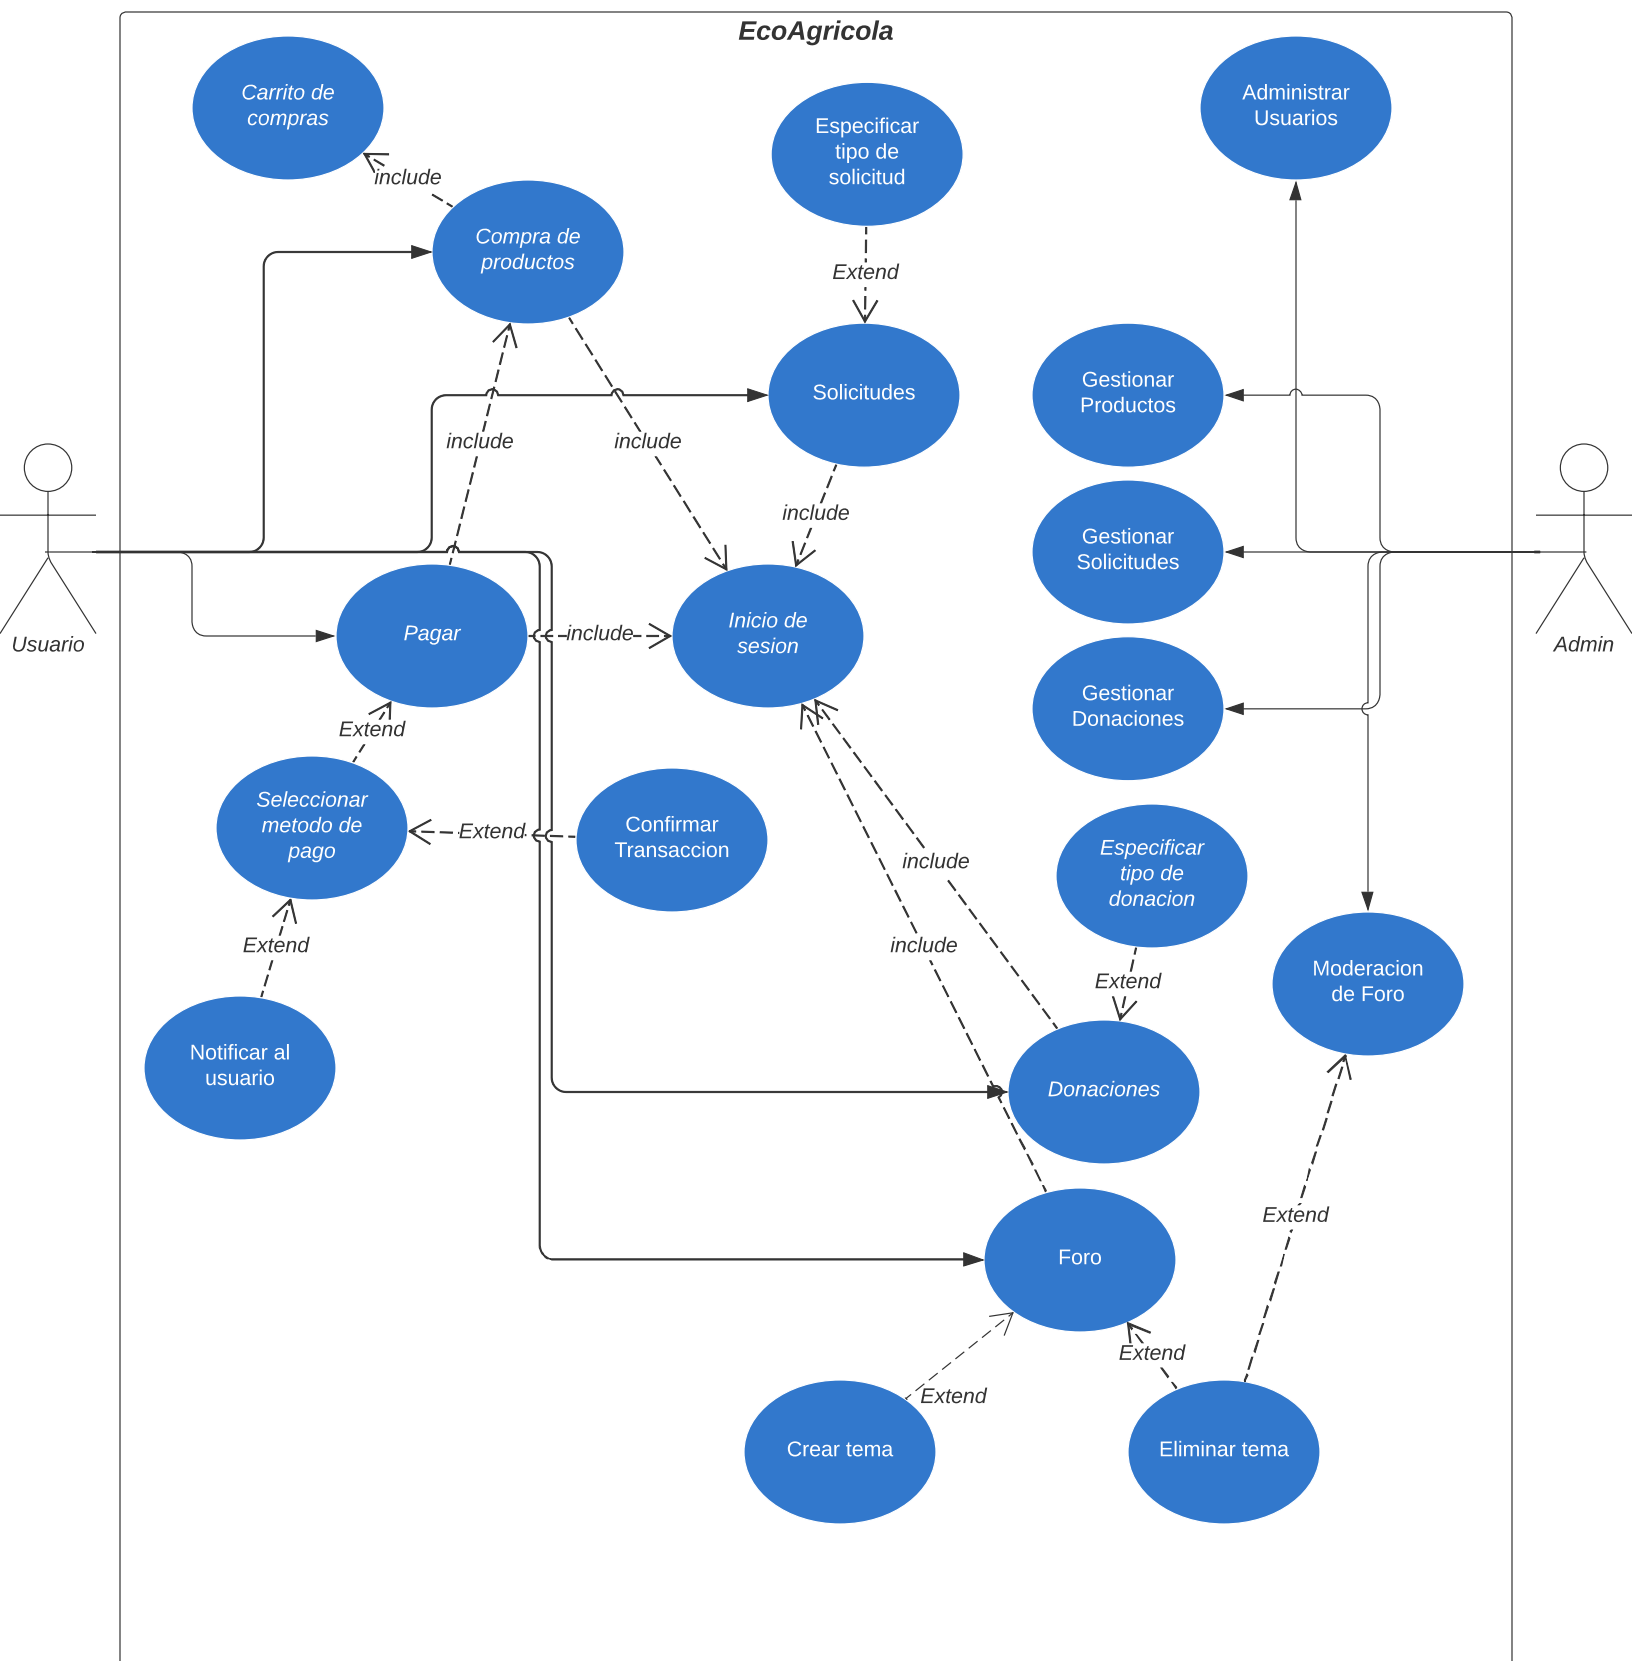 EcoAgricola
Carrito de
compras
Administrar
Usuarios
Especificar
tipo de
solicitud
include
Compra de
productos
Extend
Gestionar
Productos
Solicitudes
include
include
include
Gestionar
Solicitudes
Usuario
Pagar
include
Inicio de
sesion
Admin
Gestionar
Donaciones
Extend
Seleccionar
metodo de
pago
Extend
Confirmar
Transaccion
include
Especificar
tipo de
donacion
Extend
include
Extend
Moderacion
de Foro
Notificar al
usuario
Donaciones
Extend
Foro
Extend
Extend
Crear tema
Eliminar tema